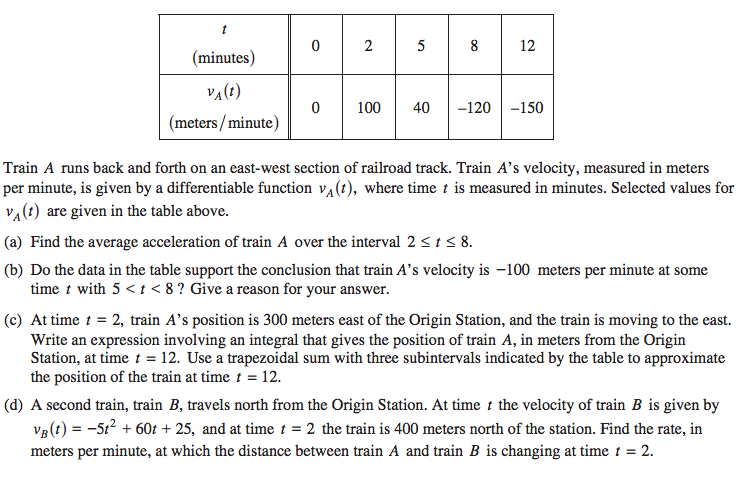 t
(minutes) 0 2 5 8 12
v_A(t)
(meters/minute) 0 100 40 −120 −150
Train A runs back and forth on an east-west section of railroad track. Train A's velocity, measured in meters
per minute, is given by a differentiable function v_A(t), where time t is measured in minutes. Selected values for
v_A(t) are given in the table above.
(a) Find the average acceleration of train A over the interval 2 ≤ t ≤ 8.
(b) Do the data in the table support the conclusion that train A's velocity is −100 meters per minute at some
time t with 5 < t < 8 ? Give a reason for your answer.
(c) At time t = 2, train A's position is 300 meters east of the Origin Station, and the train is moving to the east.
Write an expression involving an integral that gives the position of train A, in meters from the Origin
Station, at time t = 12. Use a trapezoidal sum with three subintervals indicated by the table to approximate
the position of the train at time t = 12.
(d) A second train, train B, travels north from the Origin Station. At time t the velocity of train B is given by
v_B(t) = −5t² + 60t + 25, and at time t = 2 the train is 400 meters north of the station. Find the rate, in
meters per minute, at which the distance between train A and train B is changing at time t = 2.